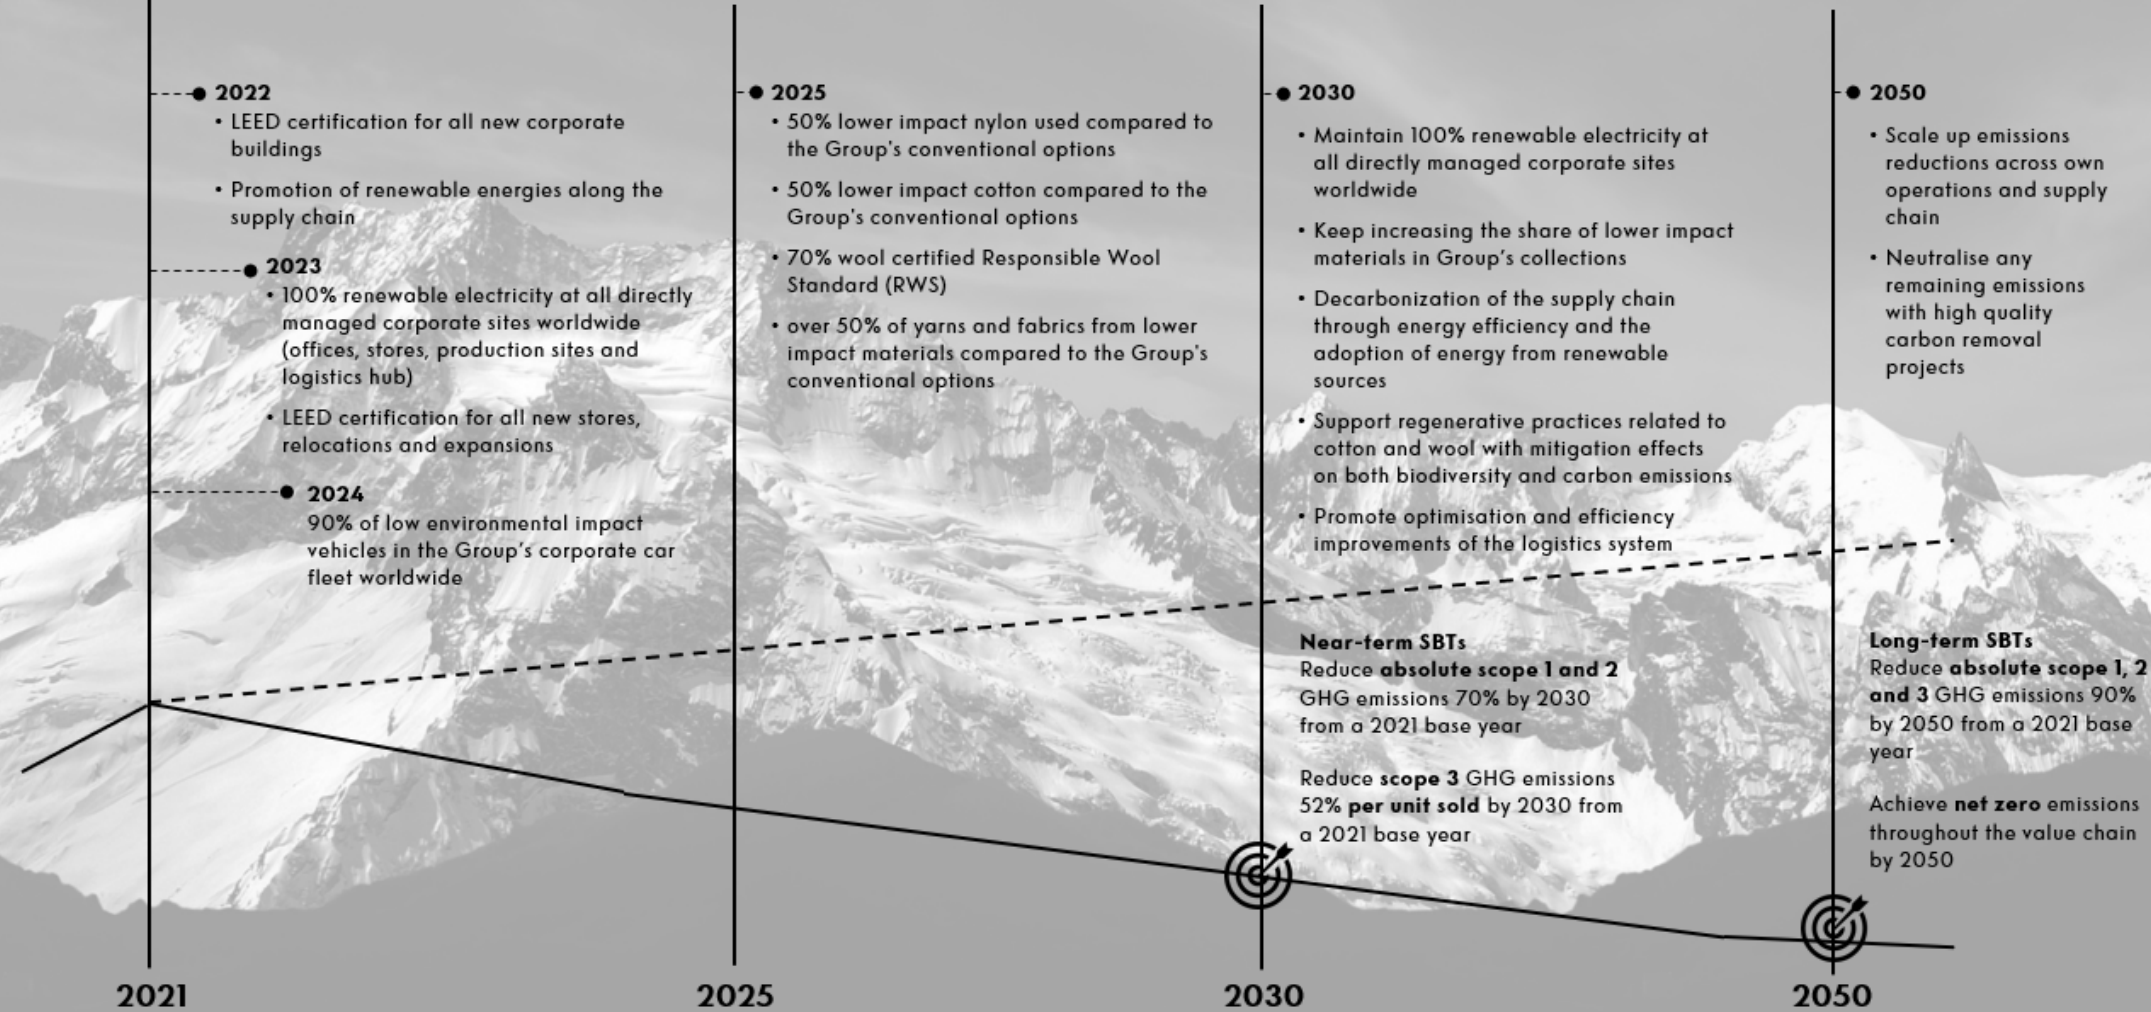 2022
• LEED certification for all new corporate
buildings
• Promotion of renewable energies along the
supply chain
2023
• 100% renewable electricity at all directly
managed corporate sites worldwide
(offices, stores, production sites and
logistics hub)
• LEED certification for all new stores,
relocations and expansions
2024
90% of low environmental impact
vehicles in the Group's corporate car
fleet worldwide
2025
• 50% lower impact nylon used compared to
the Group's conventional options
• 50% lower impact cotton compared to the
Group's conventional options
• 70% wool certified Responsible Wool
Standard (RWS)
• over 50% of yarns and fabrics from lower
impact materials compared to the Group's
conventional options
2030
• Maintain 100% renewable electricity at
all directly managed corporate sites
worldwide
• Keep increasing the share of lower impact
materials in Group's collections
• Decarbonization of the supply chain
through energy efficiency and the
adoption of energy from renewable
sources
• Support regenerative practices related to
cotton and wool with mitigation effects
on both biodiversity and carbon emissions
• Promote optimisation and efficiency
improvements of the logistics system
Near-term SBTs
Reduce absolute scope 1 and 2
GHG emissions 70% by 2030
from a 2021 base year
Reduce scope 3 GHG emissions
52% per unit sold by 2030 from
a 2021 base year
2050
• Scale up emissions
reductions across own
operations and supply
chain
• Neutralise any
remaining emissions
with high quality
carbon removal
projects
Long-term SBTs
Reduce absolute scope 1, 2
and 3 GHG emissions 90%
by 2050 from a 2021 base
year
Achieve net zero emissions
throughout the value chain
by 2050
2021
2025
2030
2050